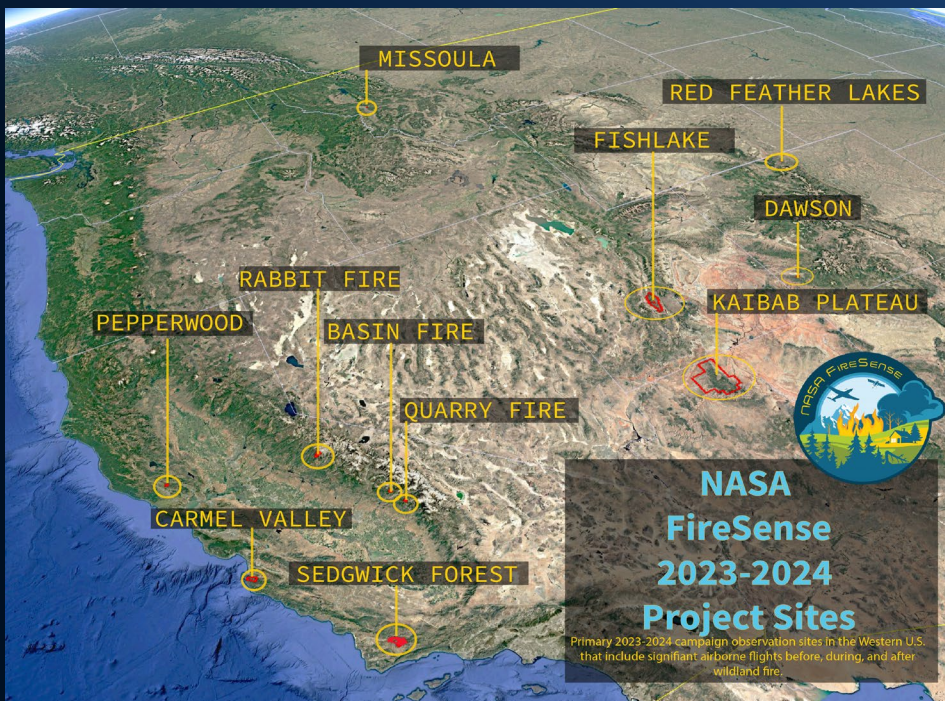 MISSOULA
RED FEATHER LAKES
FISHLAKE
DAWSON
RABBIT FIRE
KAIBAB PLATEAU
PEPPERWOOD
BASIN FIRE
QUARRY FIRE
NASA FIRESENSE
CARMEL VALLEY
SEDGWICK FOREST
NASA
FireSense
2023-2024
Project Sites
Primary 2023-2024 campaign observation sites in the Western U.S.
that include signifiant airborne flights before, during, and after
wildland fire.